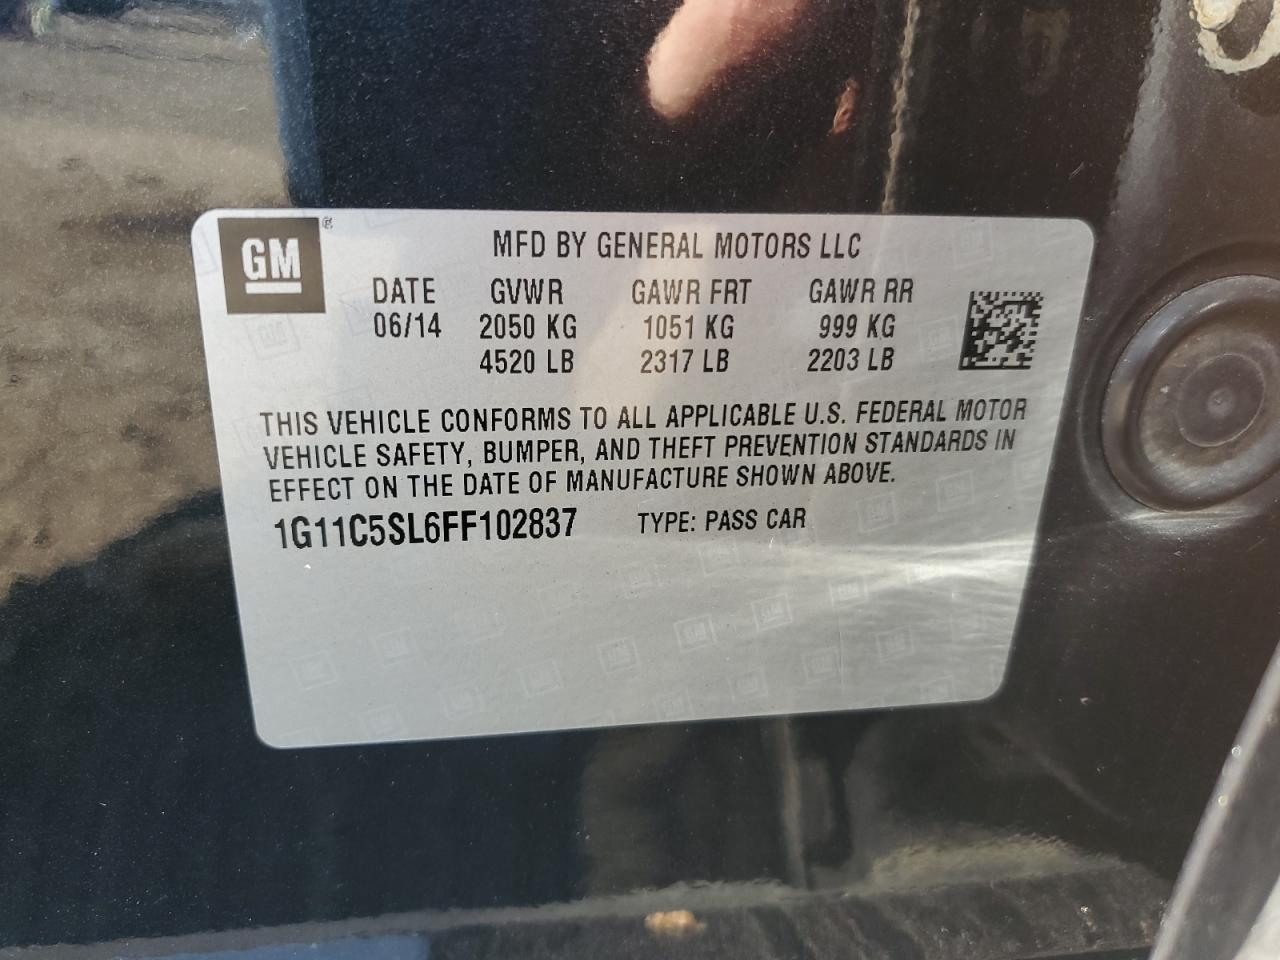 GM ®
MFD BY GENERAL MOTORS LLC
DATE GVWR GAWR FRT GAWR RR
06/14 2050 KG 1051 KG 999 KG
4520 LB 2317 LB 2203 LB
THIS VEHICLE CONFORMS TO ALL APPLICABLE U.S. FEDERAL MOTOR
VEHICLE SAFETY, BUMPER, AND THEFT PREVENTION STANDARDS IN
EFFECT ON THE DATE OF MANUFACTURE SHOWN ABOVE.
1G11C5SL6FF102837 TYPE: PASS CAR